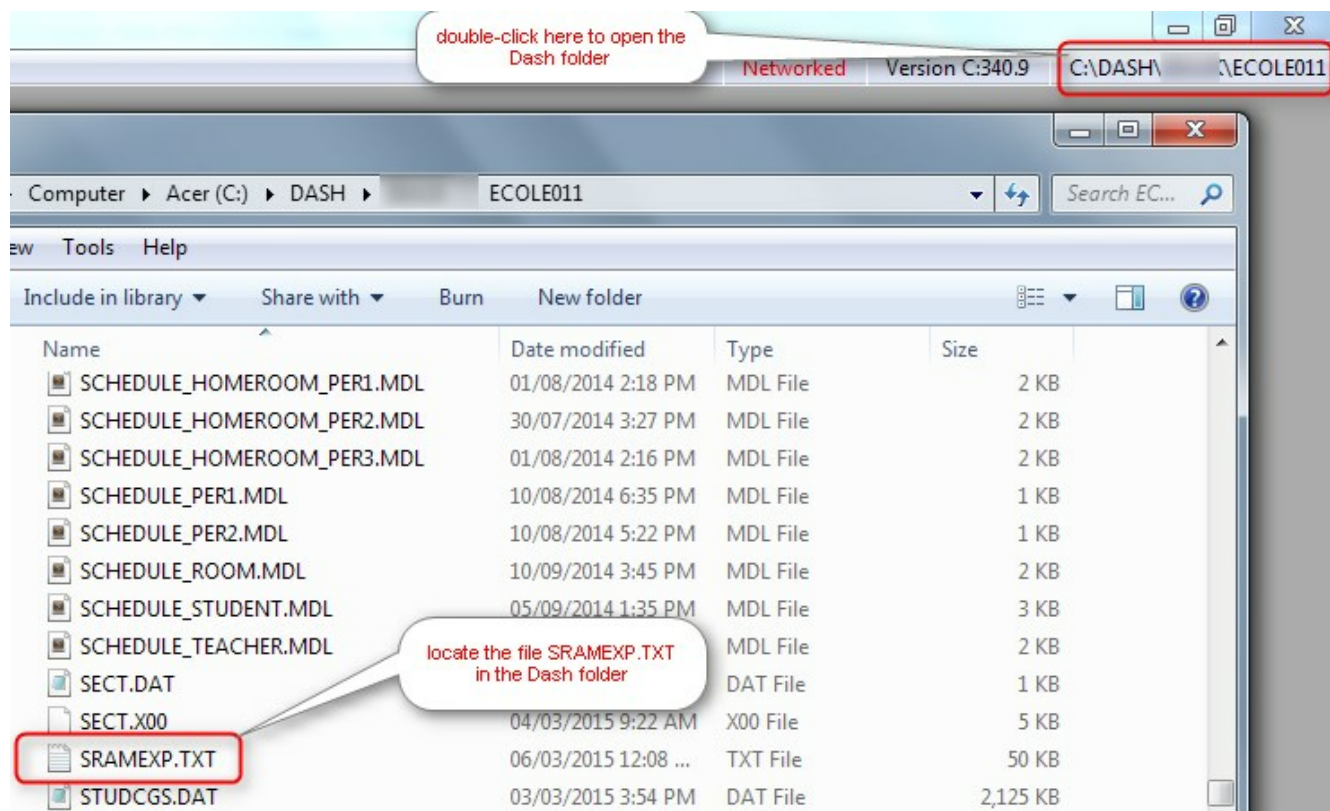 double-click here to open the
Dash folder
Networked Version C:340.9 C:\DASH\ \ECOLE011
Computer Acer (C:) DASH ECOLE011 Search EC...
ew Tools Help
Include in library Share with Burn New folder
Name Date modified Type Size
SCHEDULE_HOMEROOM_PER1.MDL 01/08/2014 2:18 PM MDL File 2 KB
SCHEDULE_HOMEROOM_PER2.MDL 30/07/2014 3:27 PM MDL File 2 KB
SCHEDULE_HOMEROOM_PER3.MDL 01/08/2014 2:16 PM MDL File 2 KB
SCHEDULE_PER1.MDL 10/08/2014 6:35 PM MDL File 1 KB
SCHEDULE_PER2.MDL 10/08/2014 5:22 PM MDL File 1 KB
SCHEDULE_ROOM.MDL 10/09/2014 3:45 PM MDL File 2 KB
SCHEDULE_STUDENT.MDL 05/09/2014 1:35 PM MDL File 3 KB
SCHEDULE_TEACHER.MDL MDL File 2 KB
locate the file SRAMEXP.TXT
in the Dash folder
SECT.DAT DAT File 1 KB
SECT.X00 04/03/2015 9:22 AM X00 File 5 KB
SRAMEXP.TXT 06/03/2015 12:08 ... TXT File 50 KB
STUDCGS.DAT 03/03/2015 3:54 PM DAT File 2,125 KB